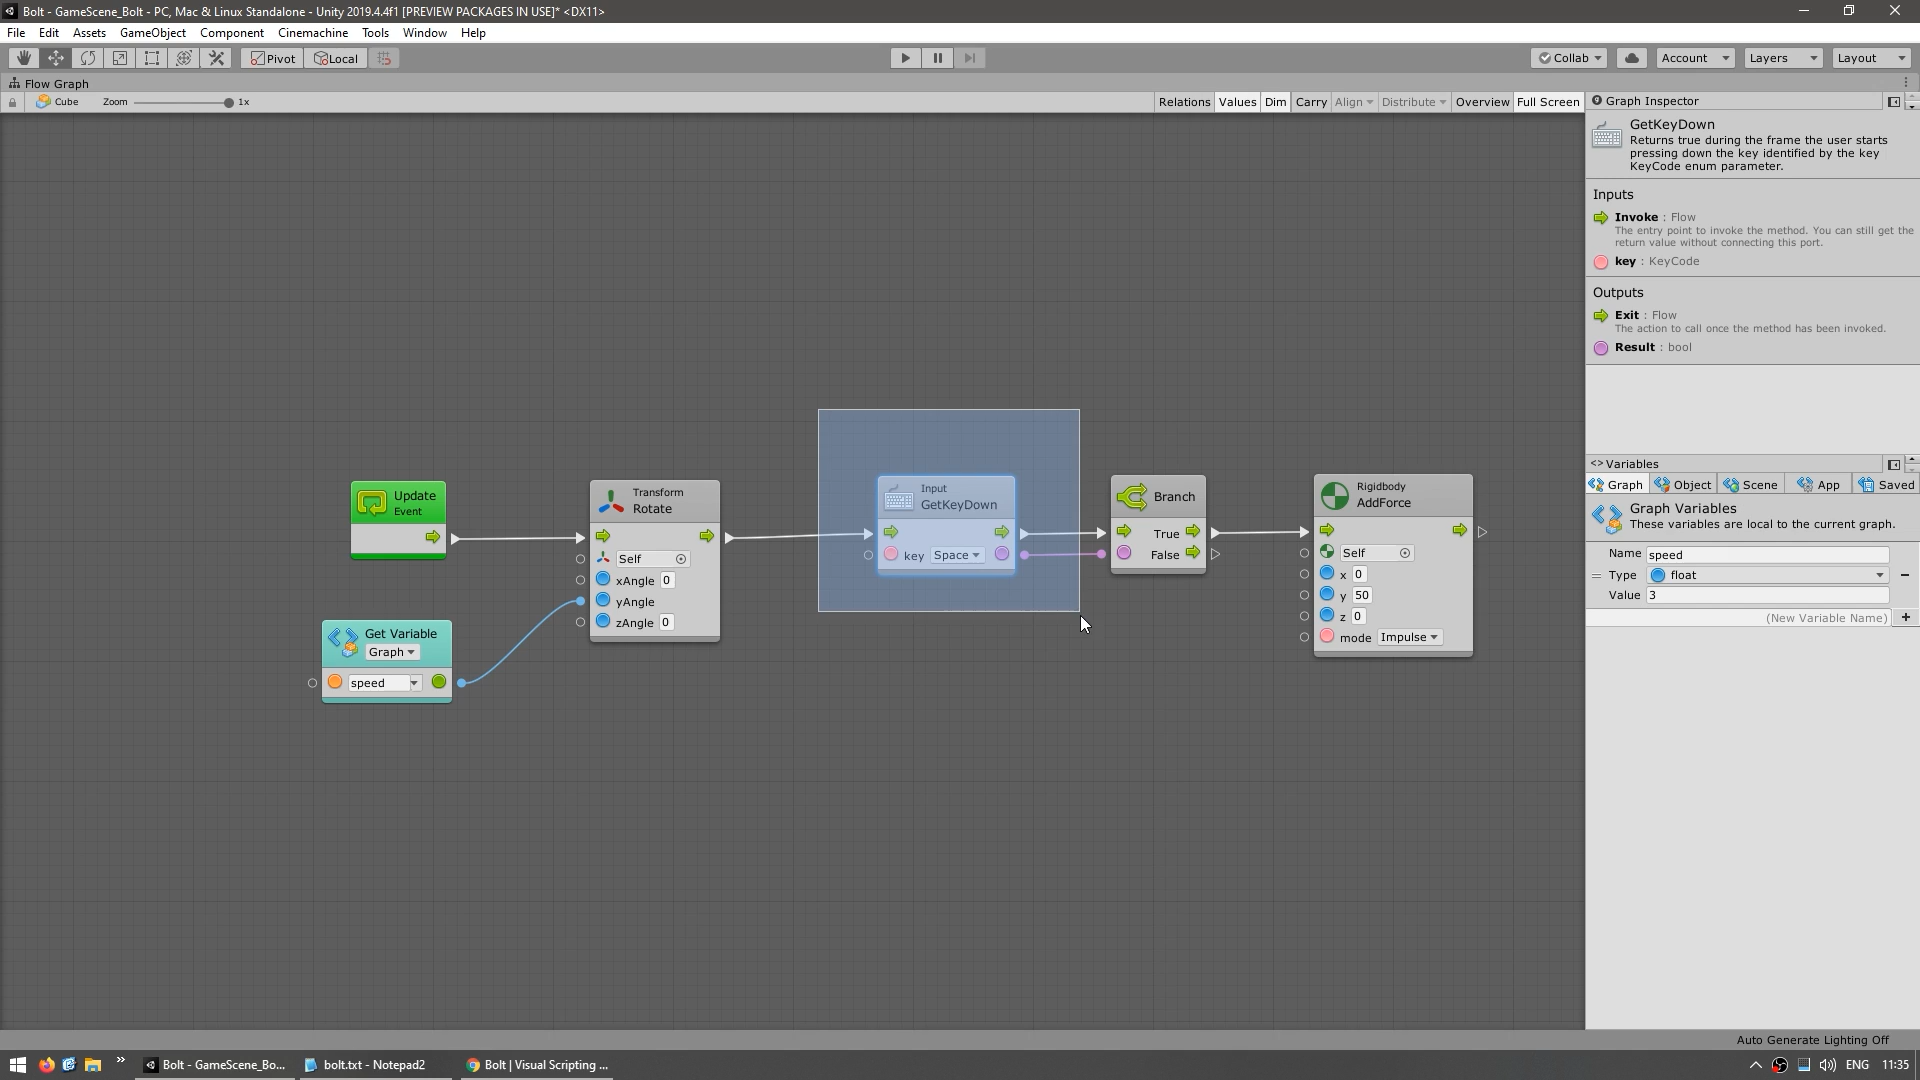 Bolt - GameScene_Bolt - PC, Mac & Linux Standalone - Unity 2019.4.4f1 [PREVIEW PACKAGES IN USE]* <DX11>
File Edit Assets GameObject Component Cinemachine Tools Window Help
Pivot Local Collab Account Layers Layout
Flow Graph
Cube Zoom 1x Relations Values Dim Carry Align Distribute Overview Full Screen
Graph Inspector
GetKeyDown
Returns true during the frame the user starts
pressing down the key identified by the key
KeyCode enum parameter.
Inputs
Invoke : Flow
The entry point to invoke the method. You can still get the
return value without connecting this port.
key : KeyCode
Outputs
Exit : Flow
The action to call once the method has been invoked.
Result : bool
Variables
Graph Object Scene App Saved
Graph Variables
These variables are local to the current graph.
Name speed
Type float
Value 3
(New Variable Name)
Update
Event
Get Variable
Graph
speed
Transform
Rotate
Self
xAngle 0
yAngle
zAngle 0
Input
GetKeyDown
key Space
Branch
True
False
Rigidbody
AddForce
Self
x 0
y 50
z 0
mode Impulse
Auto Generate Lighting Off
Bolt - GameScene_Bo... bolt.txt - Notepad2 Bolt | Visual Scripting ... ENG 11:35